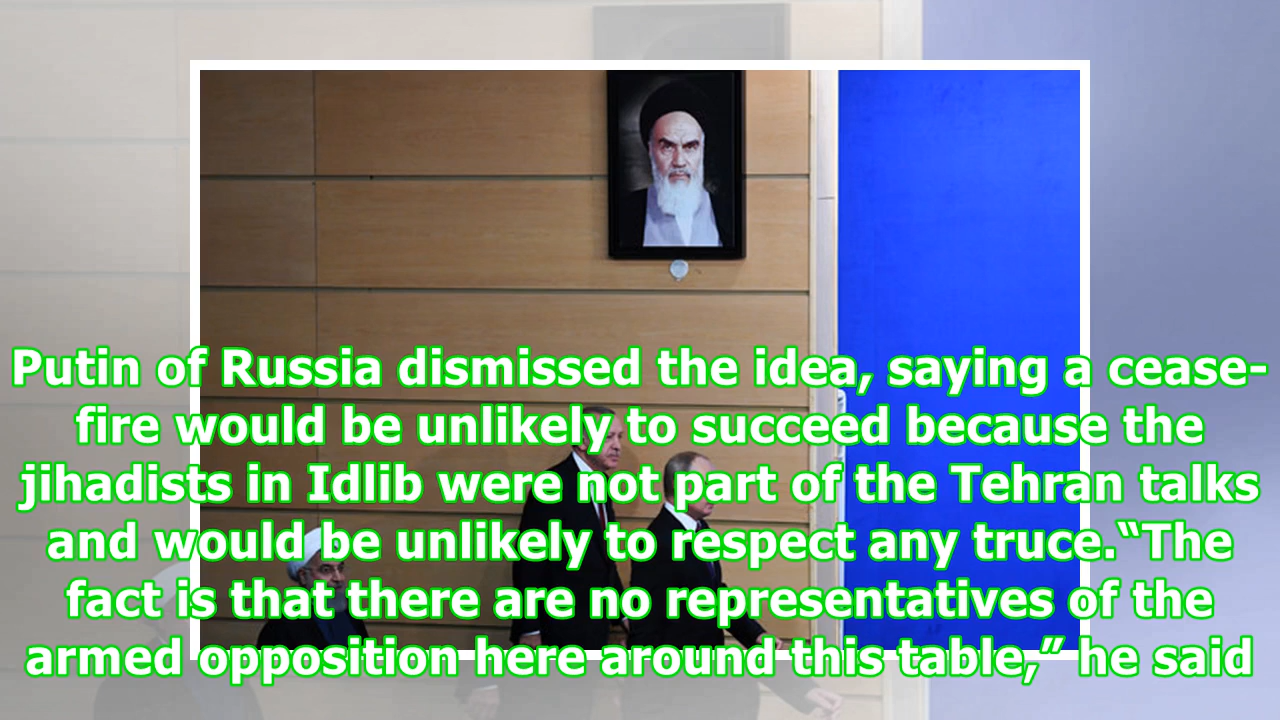 Putin of Russia dismissed the idea, saying a cease-
fire would be unlikely to succeed because the
jihadists in Idlib were not part of the Tehran talks
and would be unlikely to respect any truce.“The
fact is that there are no representatives of the
armed opposition here around this table,” he said